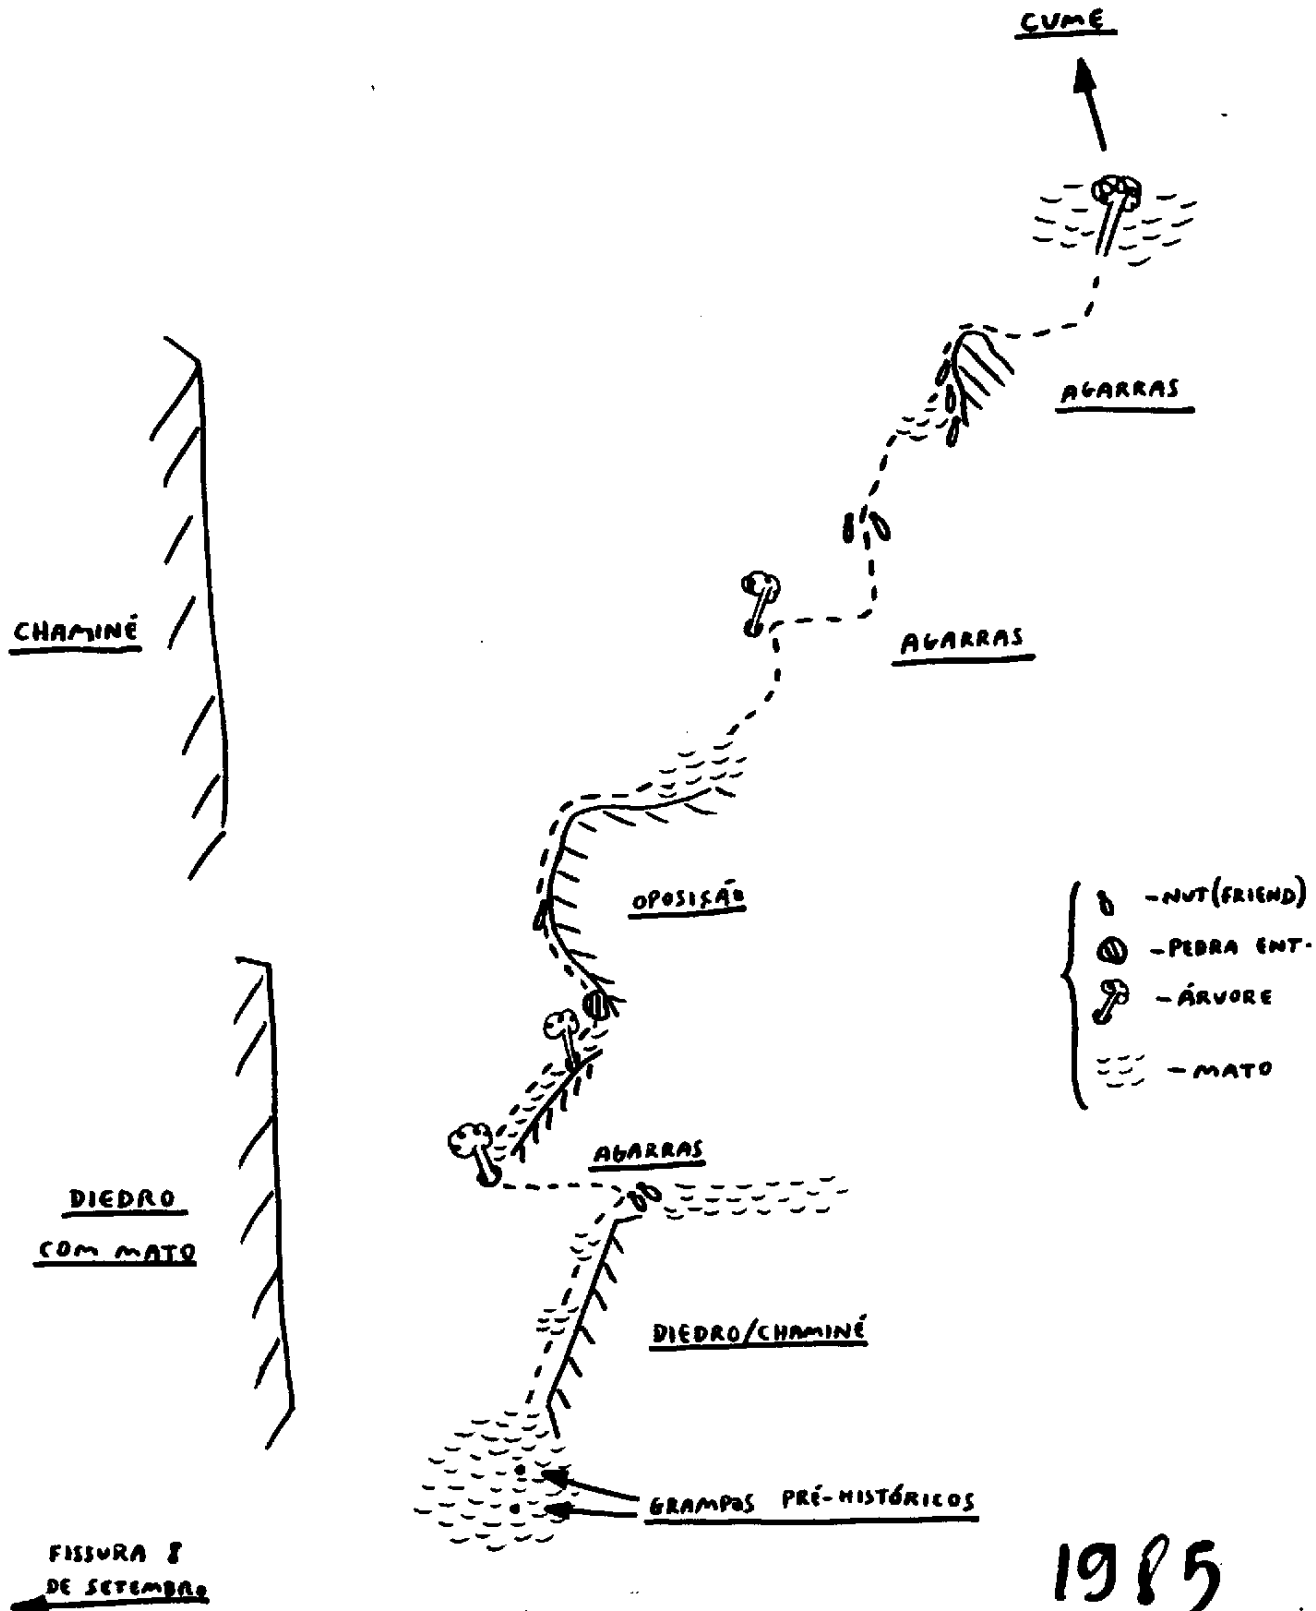 CUME
AGARRAS
CHAMINÉ
AGARRAS
OPOSIÇÃO
-NUT(FRIEND)
-PEDRA ENT.
-ÁRVORE
-MATO
AGARRAS
DIEDRO
COM MATO
DIEDRO/CHAMINÉ
GRAMPOS PRÉ-HISTÓRICOS
FISSURA 8
DE SETEMBRO
1985